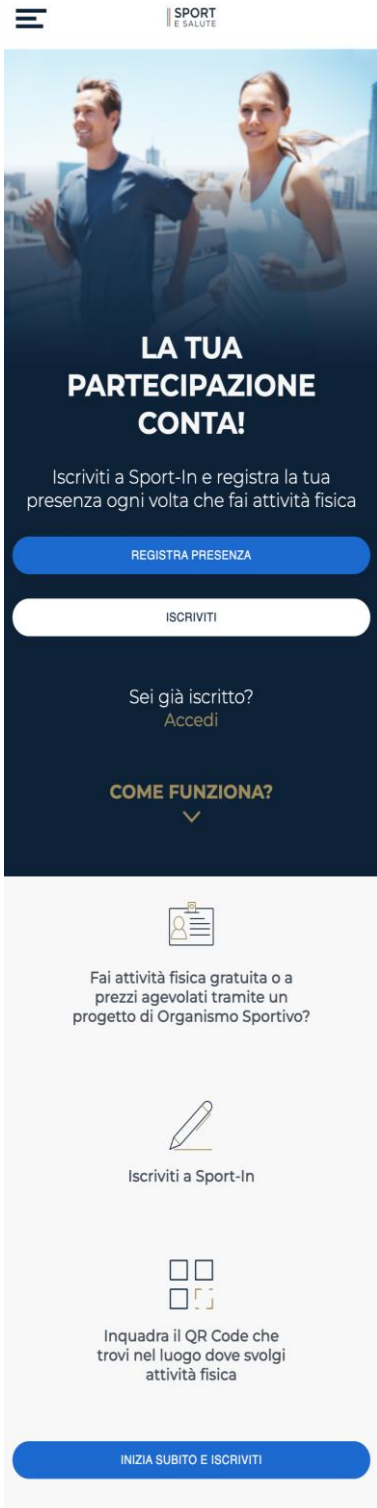 SPORT
E SALUTE
LA TUA
PARTECIPAZIONE
CONTA!
Iscriviti a Sport-In e registra la tua
presenza ogni volta che fai attività fisica
REGISTRA PRESENZA
ISCRIVITI
Sei già iscritto?
Accedi
COME FUNZIONA?
Fai attività fisica gratuita o a
prezzi agevolati tramite un
progetto di Organismo Sportivo?
Iscriviti a Sport-In
Inquadra il QR Code che
trovi nel luogo dove svolgi
attività fisica
INIZIA SUBITO E ISCRIVITI